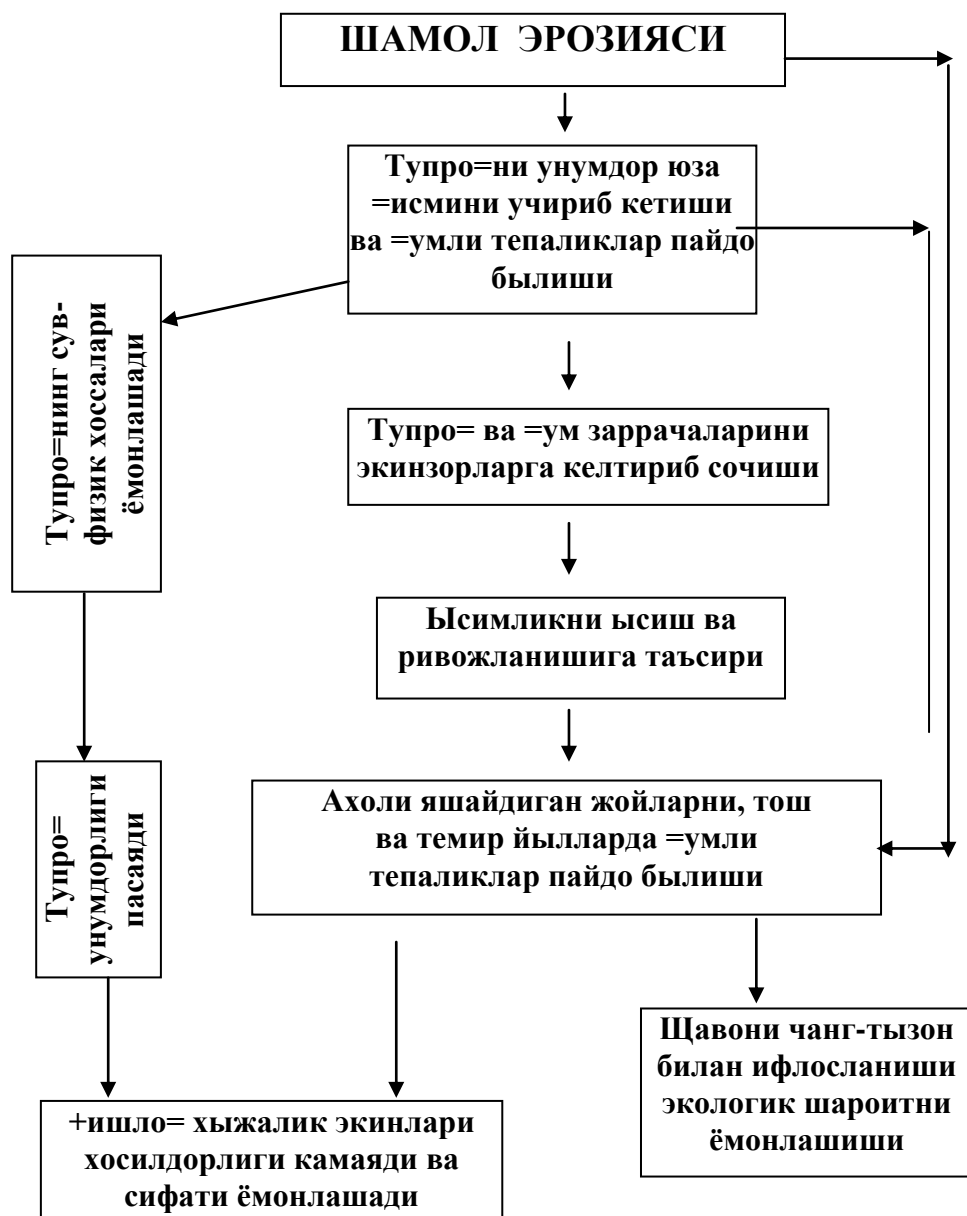 ШАМОЛ ЭРОЗИЯСИ
Тупро=ни унумдор юза
=исмини учириб кетиши
ва =умли тепаликлар пайдо
былиши
Тупро=нинг сув-
физик хоссалари
ёмонлашади
Тупро= ва =ум заррачаларини
экинзорларга келтириб сочиши
Ысимликни ысиш ва
ривожланишига таъсири
Тупро=
унумдорлиги
пасаяди
Ахоли яшайдиган жойларни, тош
ва темир йылларда =умли
тепаликлар пайдо былиши
Щавони чанг-тызон
билан ифлосланиши
экологик шароитни
ёмонлашиши
+ишло= хыжалик экинлари
хосилдорлиги камаяди ва
сифати ёмонлашади